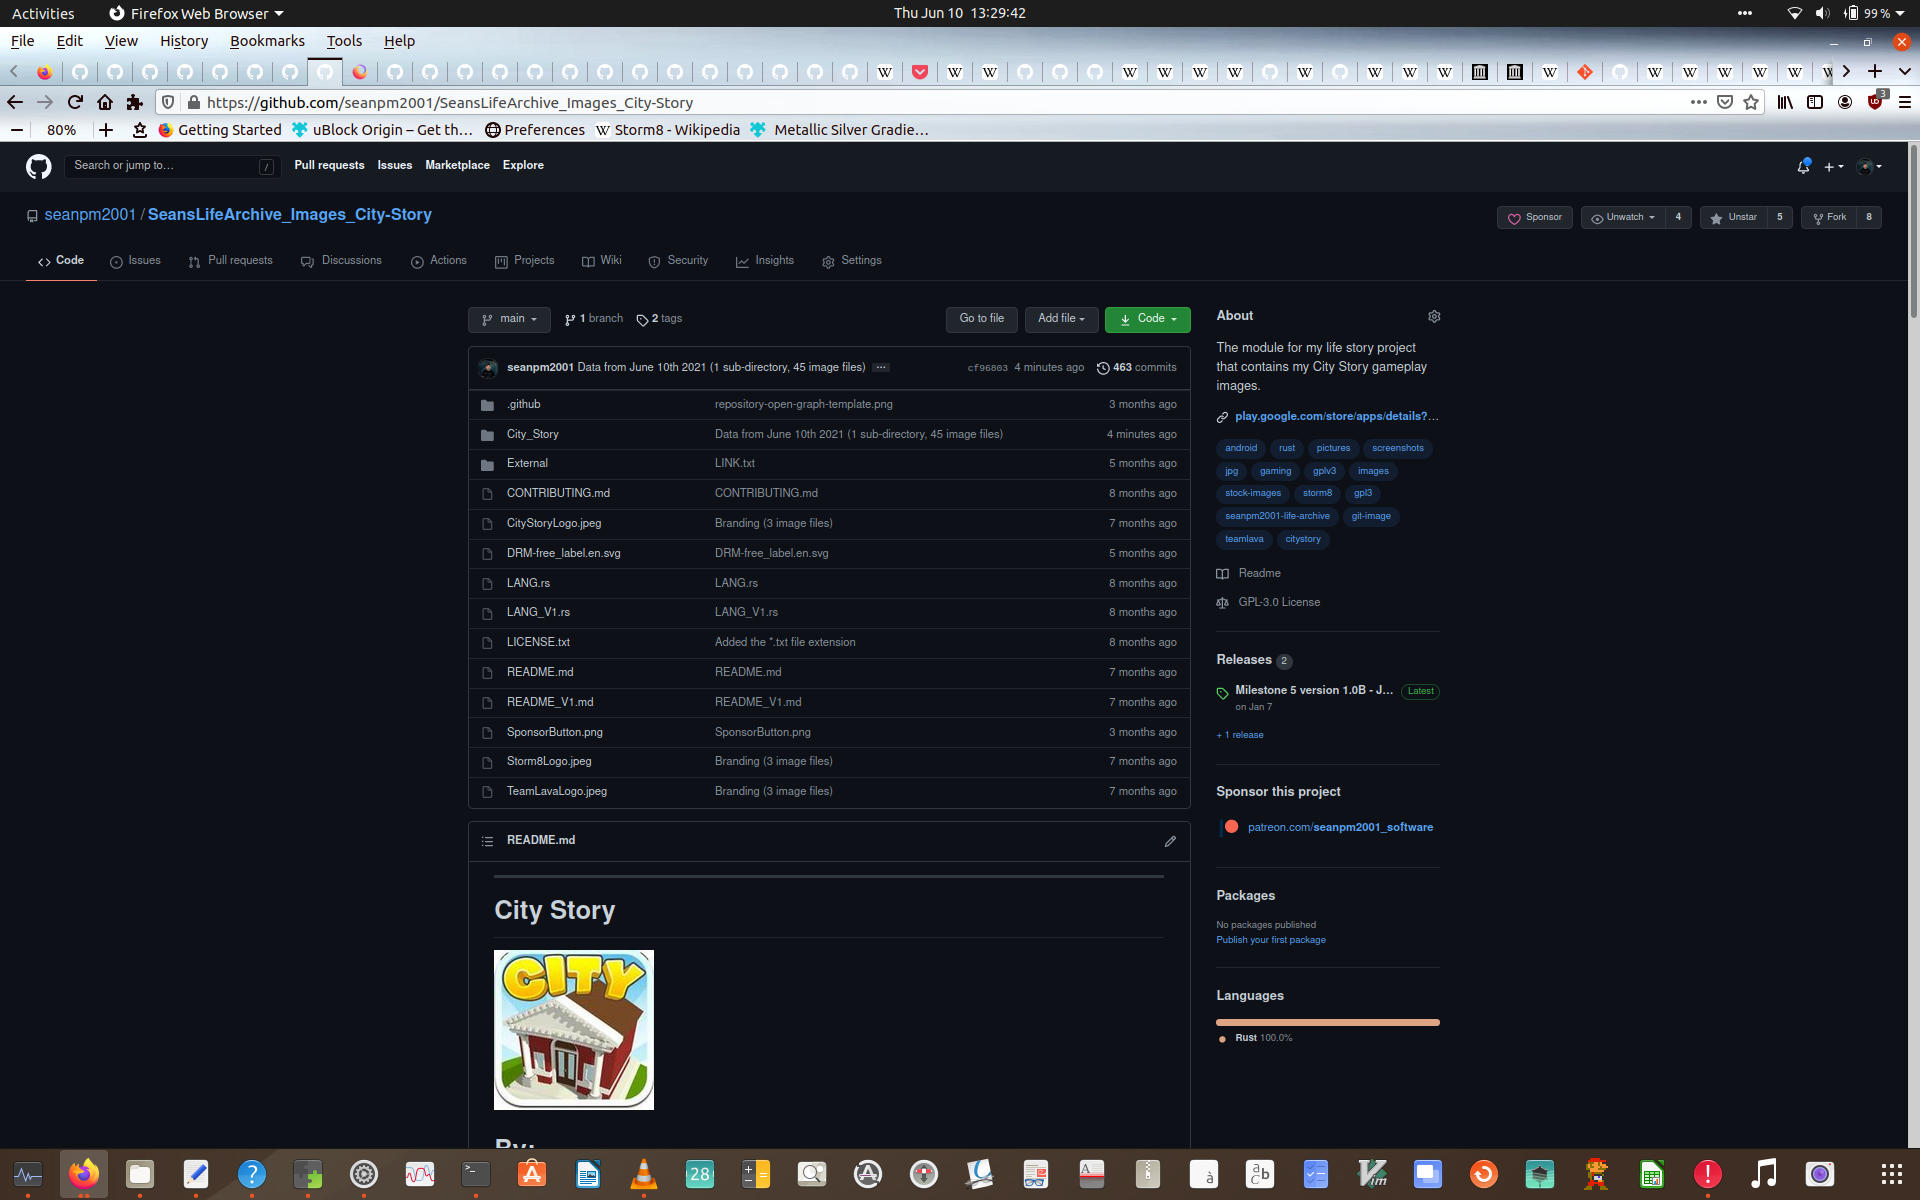 Activities Firefox Web Browser Thu Jun 10 13:29:42 99 %
File Edit View History Bookmarks Tools Help
https://github.com/seanpm2001/SeansLifeArchive_Images_City-Story 3
80% Getting Started uBlock Origin – Get th… Preferences Storm8 - Wikipedia Metallic Silver Gradie…
Search or jump to… / Pull requests Issues Marketplace Explore
seanpm2001 / SeansLifeArchive_Images_City-Story Sponsor Unwatch 4 Unstar 5 Fork 8
Code Issues Pull requests Discussions Actions Projects Wiki Security Insights Settings
main 1 branch 2 tags Go to file Add file Code
seanpm2001 Data from June 10th 2021 (1 sub-directory, 45 image files) ... cf96803 4 minutes ago 463 commits
.github repository-open-graph-template.png 3 months ago
City_Story Data from June 10th 2021 (1 sub-directory, 45 image files) 4 minutes ago
External LINK.txt 5 months ago
CONTRIBUTING.md CONTRIBUTING.md 8 months ago
CityStoryLogo.jpeg Branding (3 image files) 7 months ago
DRM-free_label.en.svg DRM-free_label.en.svg 5 months ago
LANG.rs LANG.rs 8 months ago
LANG_V1.rs LANG_V1.rs 8 months ago
LICENSE.txt Added the *.txt file extension 8 months ago
README.md README.md 7 months ago
README_V1.md README_V1.md 7 months ago
SponsorButton.png SponsorButton.png 3 months ago
Storm8Logo.jpeg Branding (3 image files) 7 months ago
TeamLavaLogo.jpeg Branding (3 image files) 7 months ago
README.md
City Story
CITY
By:
About
The module for my life story project
that contains my City Story gameplay
images.
play.google.com/store/apps/details?…
android rust pictures screenshots
jpg gaming gplv3 images
stock-images storm8 gpl3
seanpm2001-life-archive git-image
teamlava citystory
Readme
GPL-3.0 License
Releases 2
Milestone 5 version 1.0B - J… Latest
on Jan 7
+ 1 release
Sponsor this project
patreon.com/seanpm2001_software
Packages
No packages published
Publish your first package
Languages
Rust 100.0%
28